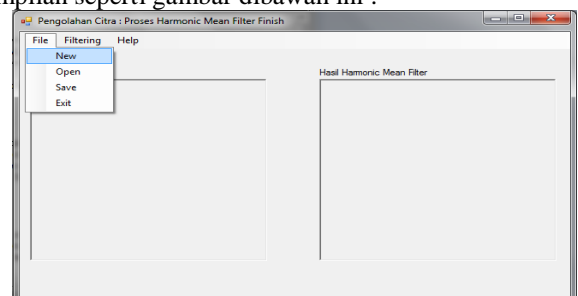 seperti gambar dibawah ini :
Pengolahan Citra : Proses Harmonic Mean Filter Finish
File Filtering Help
New
Open
Save
Exit
Hasil Harmonic Mean Filter